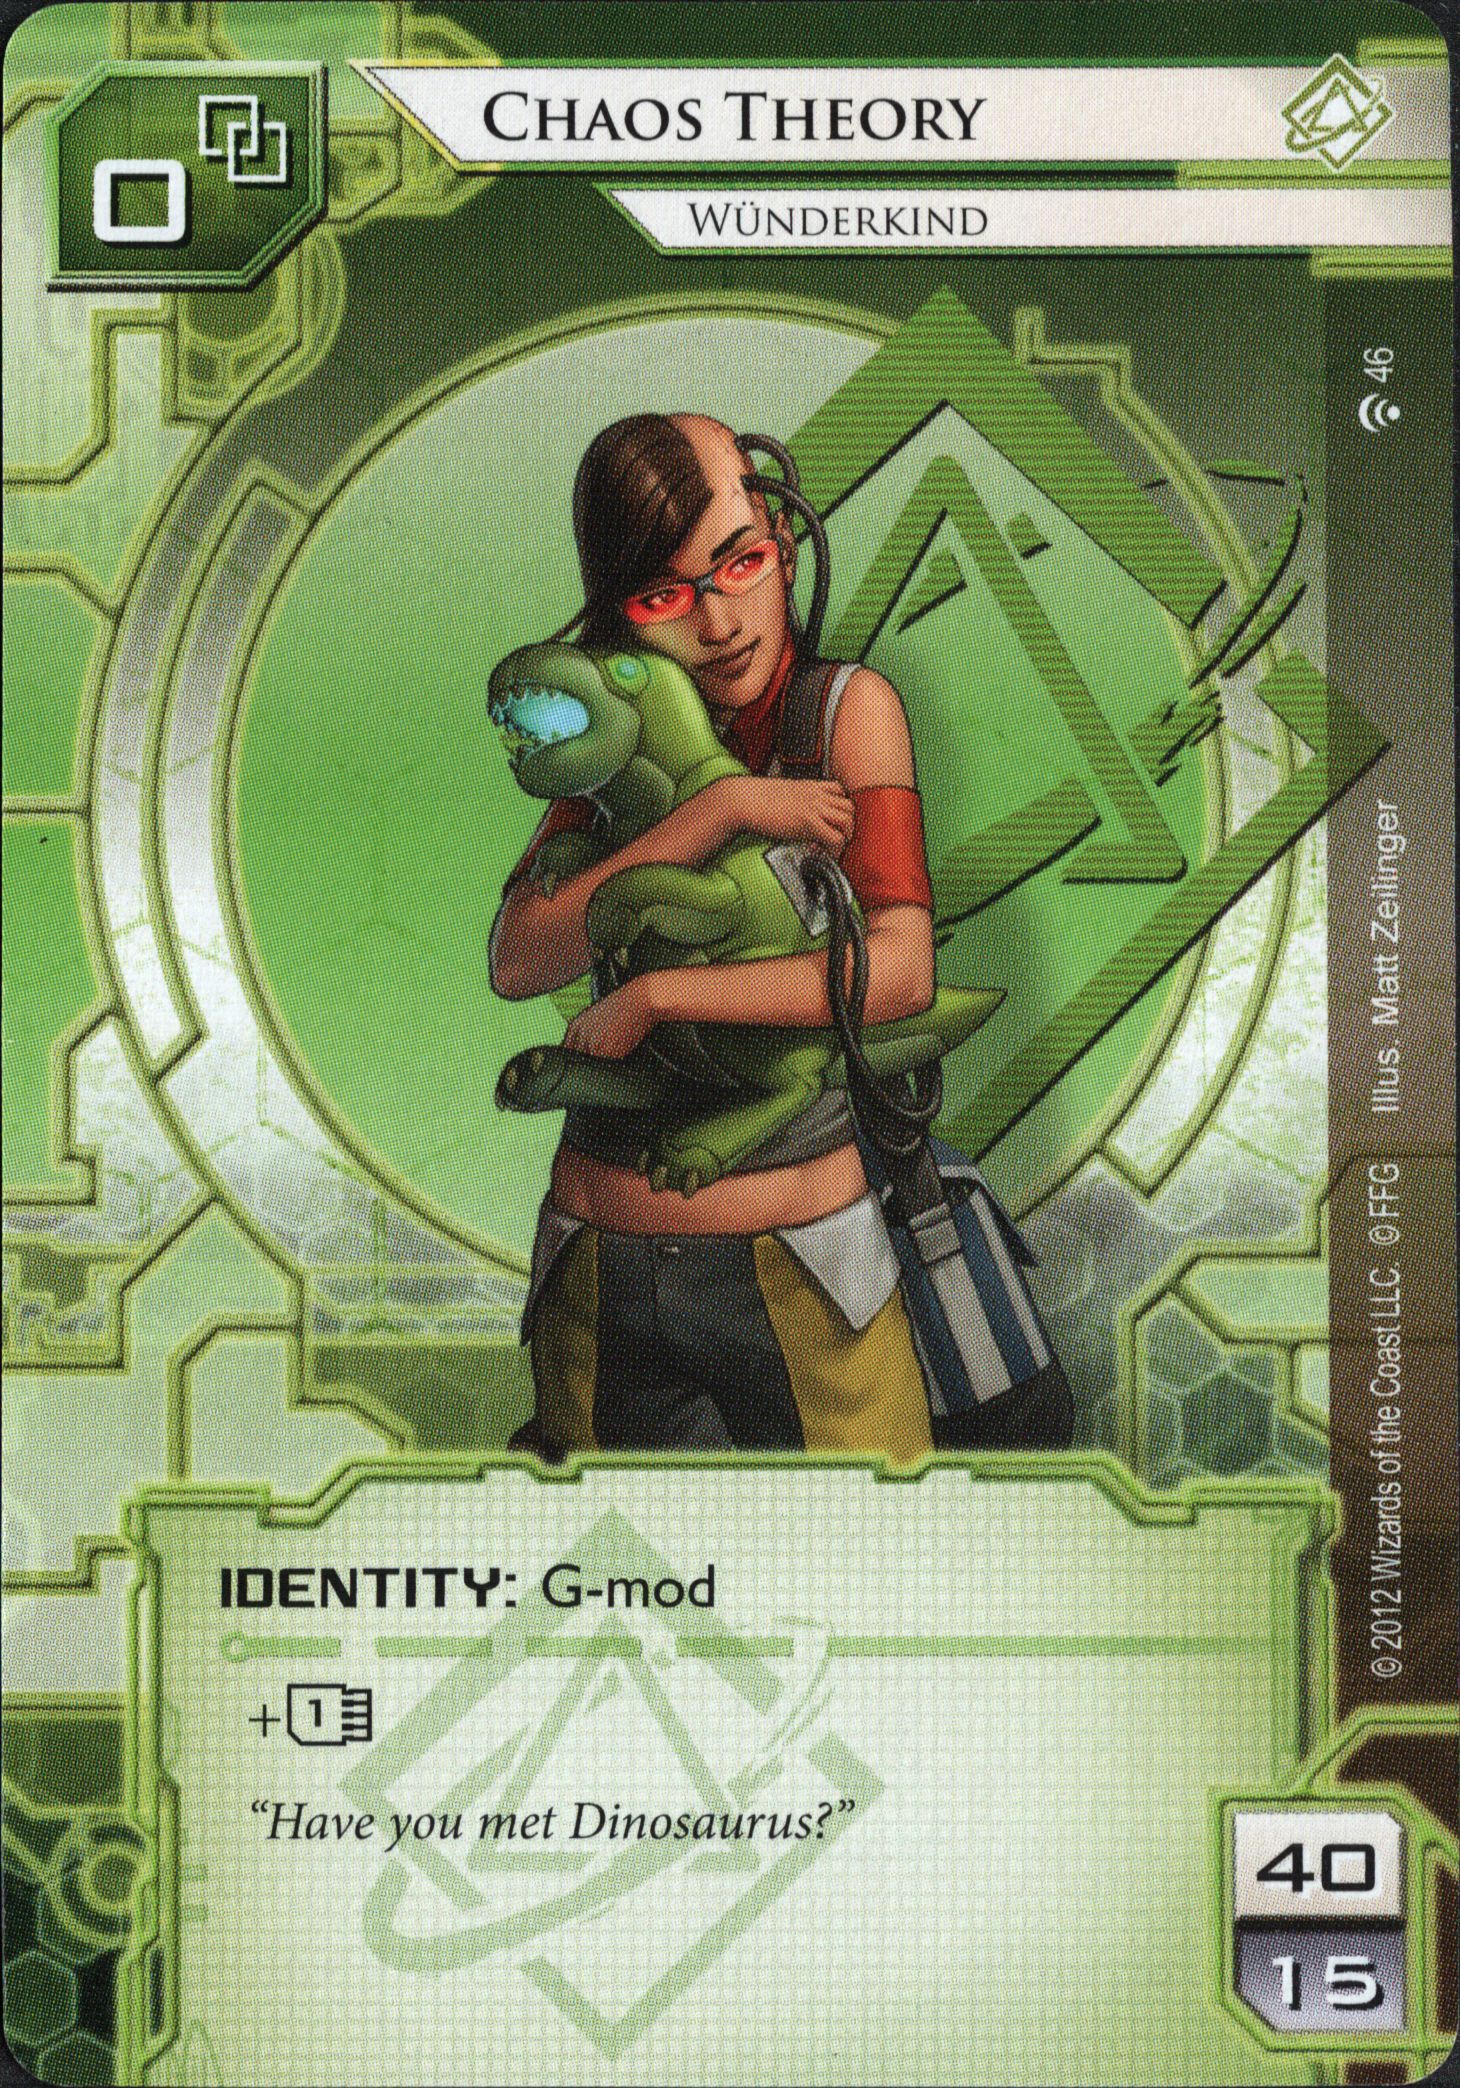 0
CHAOS THEORY
WÜNDERKIND
46
Illus. Matt Zeilinger
© 2012 Wizards of the Coast LLC. © FFG
IDENTITY: G-mod
+1
“Have you met Dinosaurus?”
40
15